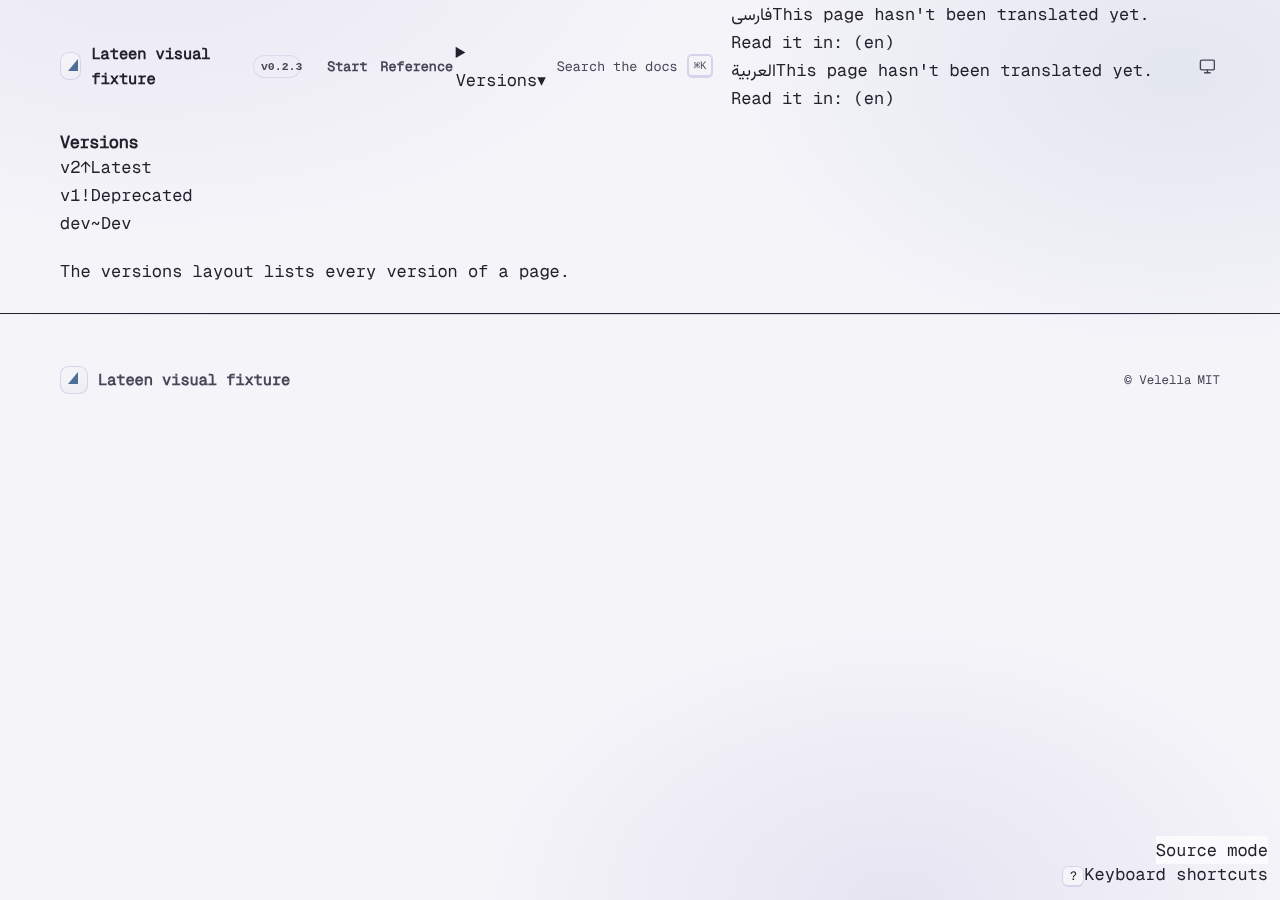 فارسیThis page hasn't been translated yet.
Read it in: (en)
العربيةThis page hasn't been translated yet.
Read it in: (en)
Lateen visual
fixture
v0.2.3
Start
Reference
▶
Versions▾
Search the docs
⌘K
Versions
v2↑Latest
v1!Deprecated
dev~Dev
The versions layout lists every version of a page.
Lateen visual fixture
© Velella MIT
Source mode
?Keyboard shortcuts